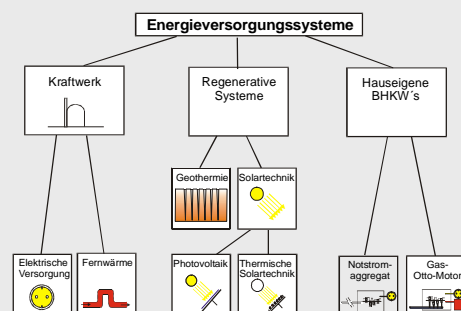 Energieversorgungssysteme
Kraftwerk
Regenerative
Systeme
Hauseigene
BHKW´s
Geothermie
Solartechnik
Elektrische
Versorgung
Fernwärme
Photovoltaik
Thermische
Solartechnik
Notstrom-
aggregat
Gas-
Otto-Motor